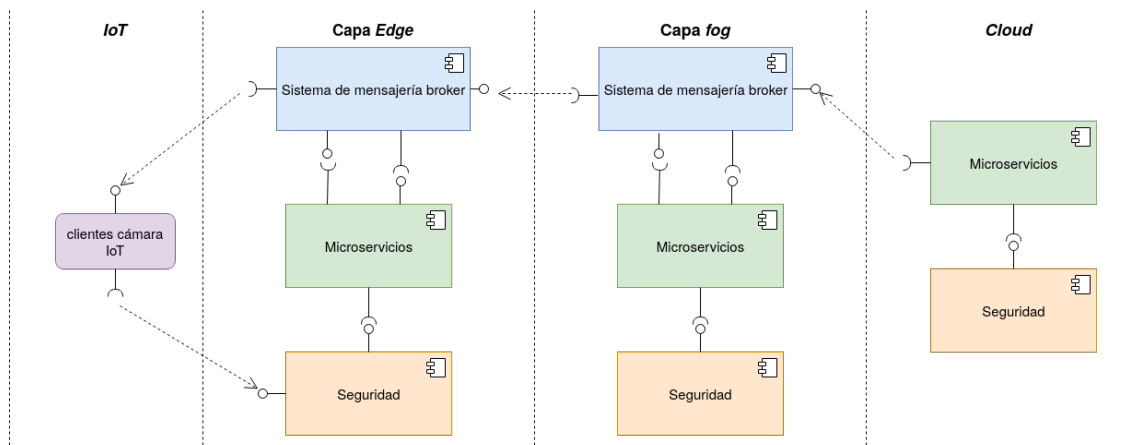 IoT
Capa Edge
Capa fog
Cloud
Sistema de mensajería broker
Sistema de mensajería broker
Microservicios
clientes cámara
IoT
Microservicios
Microservicios
Seguridad
Seguridad
Seguridad